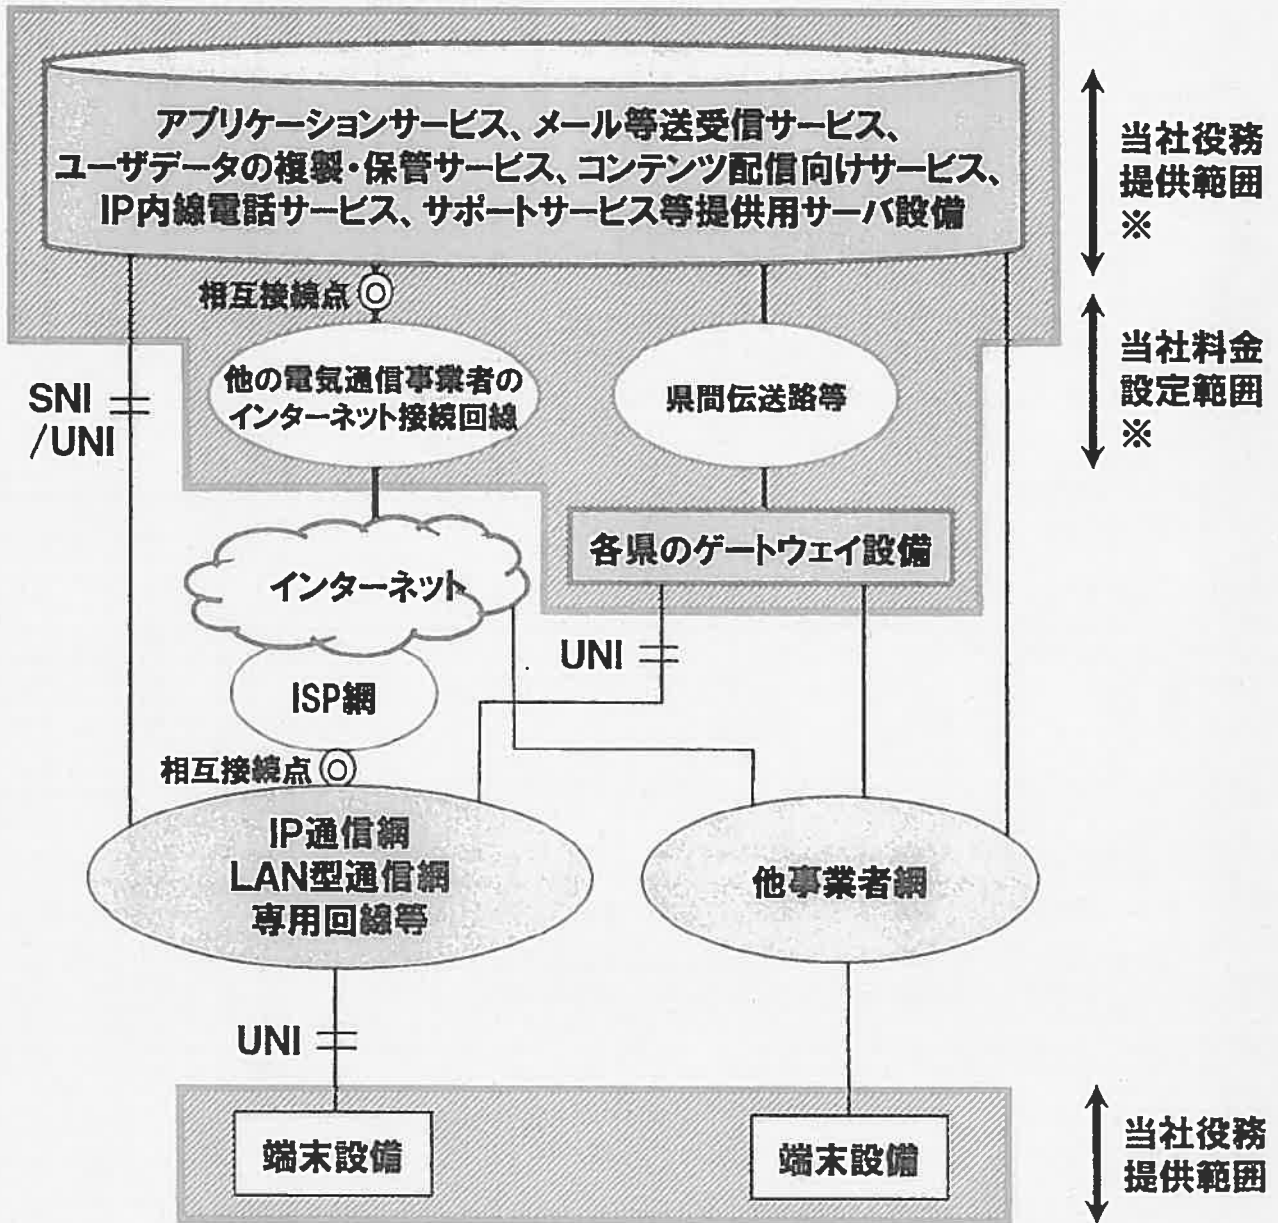 アプリケーションサービス、メール等送受信サービス、
ユーザデータの複製・保管サービス、コンテンツ配信向けサービス、
IP内線電話サービス、サポートサービス等提供用サーバ設備
当社役務
提供範囲
※
相互接続点
当社料金
設定範囲
※
他の電気通信事業者の
インターネット接続回線
県間伝送路等
SNI
/UNI
各県のゲートウェイ設備
インターネット
UNI
ISP網
相互接続点
IP通信網
LAN型通信網
専用回線等
他事業者網
UNI
端末設備
端末設備
当社役務
提供範囲